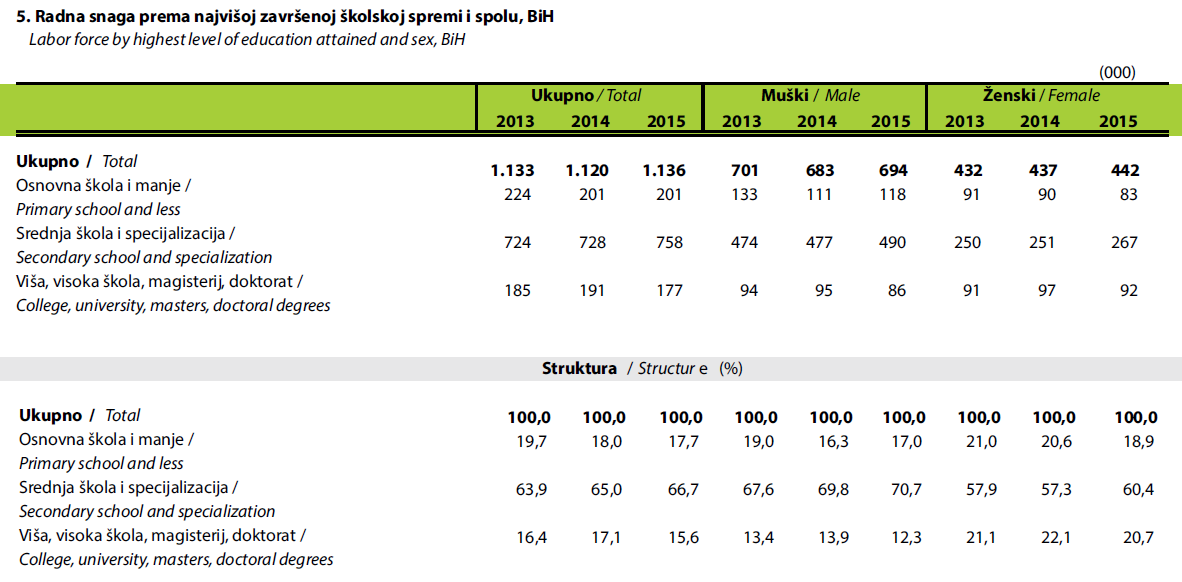 5. Radna snaga prema najvišoj završenoj školskoj spremi i spolu, BiH
Labor force by highest level of education attained and sex, BiH
(000)
Ukupno / Total Muški / Male Ženski / Female
2013 2014 2015 2013 2014 2015 2013 2014 2015
Ukupno / Total 1.133 1.120 1.136 701 683 694 432 437 442
Osnovna škola i manje / 224 201 201 133 111 118 91 90 83
Primary school and less
Srednja škola i specijalizacija / 724 728 758 474 477 490 250 251 267
Secondary school and specialization
Viša, visoka škola, magisterij, doktorat / 185 191 177 94 95 86 91 97 92
College, university, masters, doctoral degrees
Struktura / Structur e (%)
Ukupno / Total 100,0 100,0 100,0 100,0 100,0 100,0 100,0 100,0 100,0
Osnovna škola i manje / 19,7 18,0 17,7 19,0 16,3 17,0 21,0 20,6 18,9
Primary school and less
Srednja škola i specijalizacija / 63,9 65,0 66,7 67,6 69,8 70,7 57,9 57,3 60,4
Secondary school and specialization
Viša, visoka škola, magisterij, doktorat / 16,4 17,1 15,6 13,4 13,9 12,3 21,1 22,1 20,7
College, university, masters, doctoral degrees